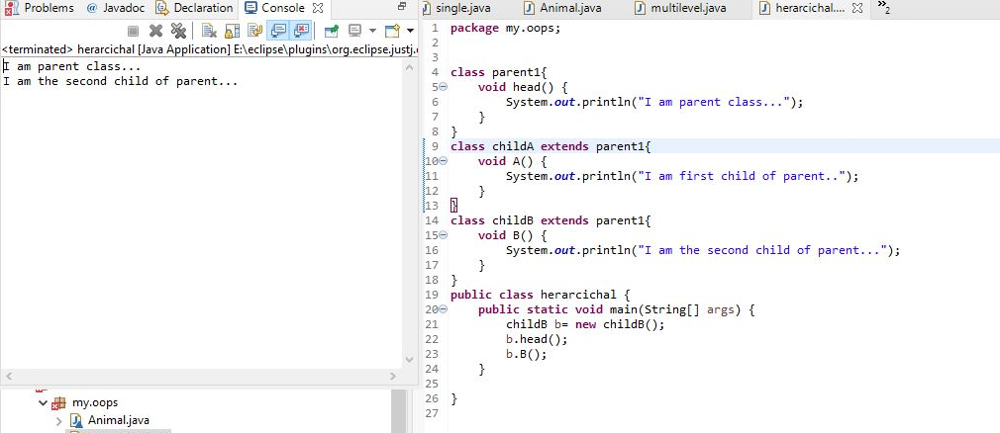 Problems @ Javadoc Declaration Console
<terminated> herarcichal [Java Application] E:\eclipse\plugins\org.eclipse.justj.
I am parent class...
I am the second child of parent...
my.oops
Animal.java
single.java Animal.java multilevel.java herarcichal.... »2
1 package my.oops;
2
3
4 class parent1{
5 void head() {
6 System.out.println("I am parent class...");
7 }
8 }
9 class childA extends parent1{
10 void A() {
11 System.out.println("I am first child of parent..");
12 }
13 }
14 class childB extends parent1{
15 void B() {
16 System.out.println("I am the second child of parent...");
17 }
18 }
19 public class herarcichal {
20 public static void main(String[] args) {
21 childB b= new childB();
22 b.head();
23 b.B();
24 }
25
26 }
27